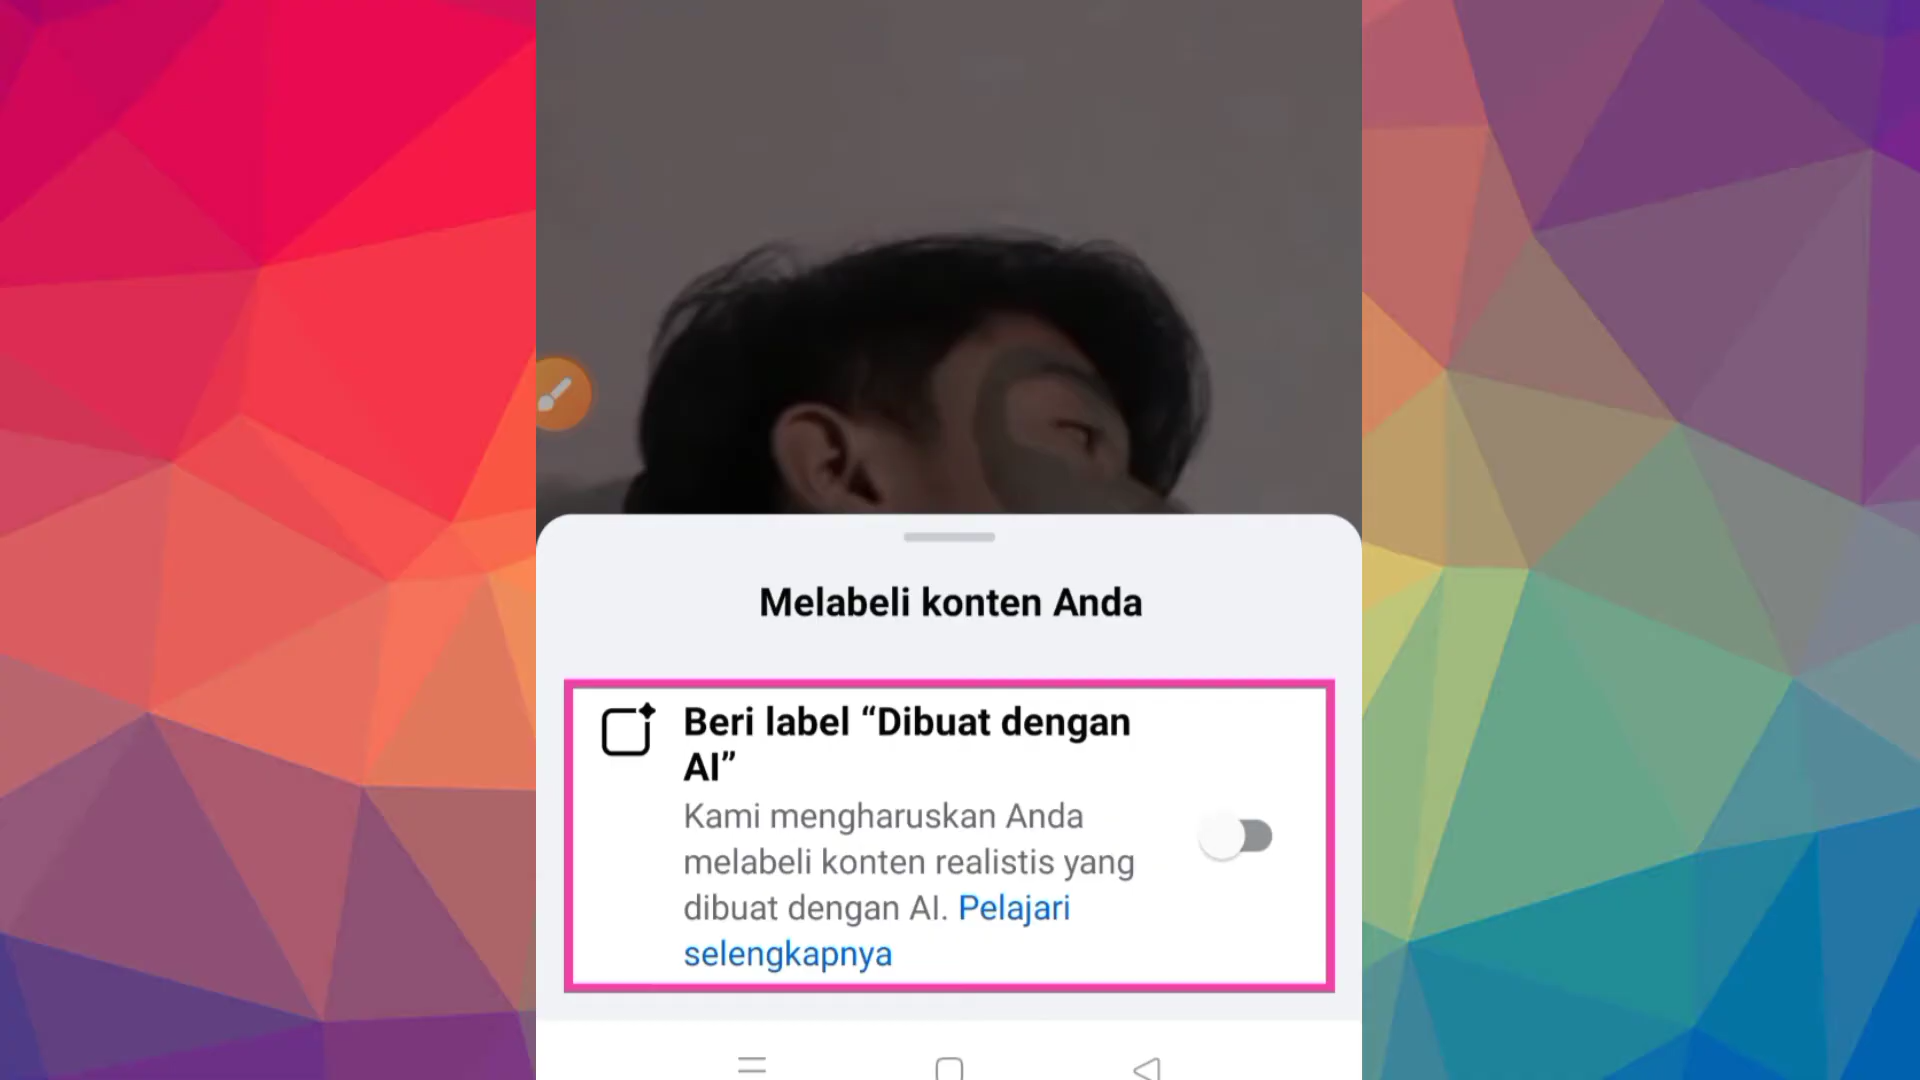 Melabeli konten Anda
Beri label “Dibuat dengan
AI”
Kami mengharuskan Anda
melabeli konten realistis yang
dibuat dengan AI. Pelajari
selengkapnya